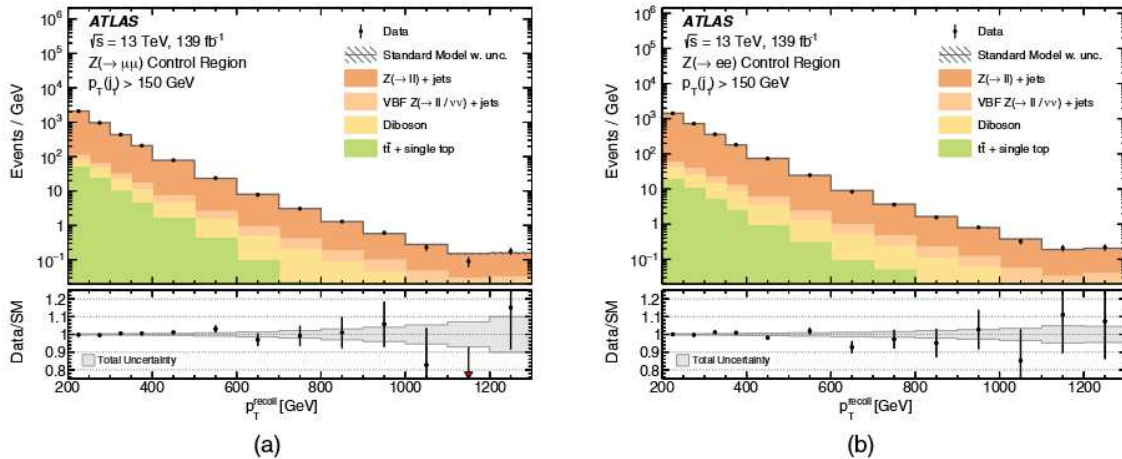 ATLAS
√s = 13 TeV, 139 fb⁻¹
Z(→ μμ) Control Region
p_T(j_T) > 150 GeV
Data
Standard Model w. unc.
Z(→ ll) + jets
VBF Z(→ ll / νν) + jets
Diboson
tt̄ + single top
Events / GeV
10⁶
10⁵
10⁴
10³
10²
10
1
10⁻¹
Data/SM
1.2
1.1
1.0
0.9
0.8
Total Uncertainty
200 400 600 800 1000 1200
p_T^recoil [GeV]
(a)
ATLAS
√s = 13 TeV, 139 fb⁻¹
Z(→ ee) Control Region
p_T(j_T) > 150 GeV
Data
Standard Model w. unc.
Z(→ ll) + jets
VBF Z(→ ll / νν) + jets
Diboson
tt̄ + single top
Events / GeV
10⁶
10⁵
10⁴
10³
10²
10
1
10⁻¹
Data/SM
1.2
1.1
1.0
0.9
0.8
Total Uncertainty
200 400 600 800 1000 1200
p_T^recoil [GeV]
(b)